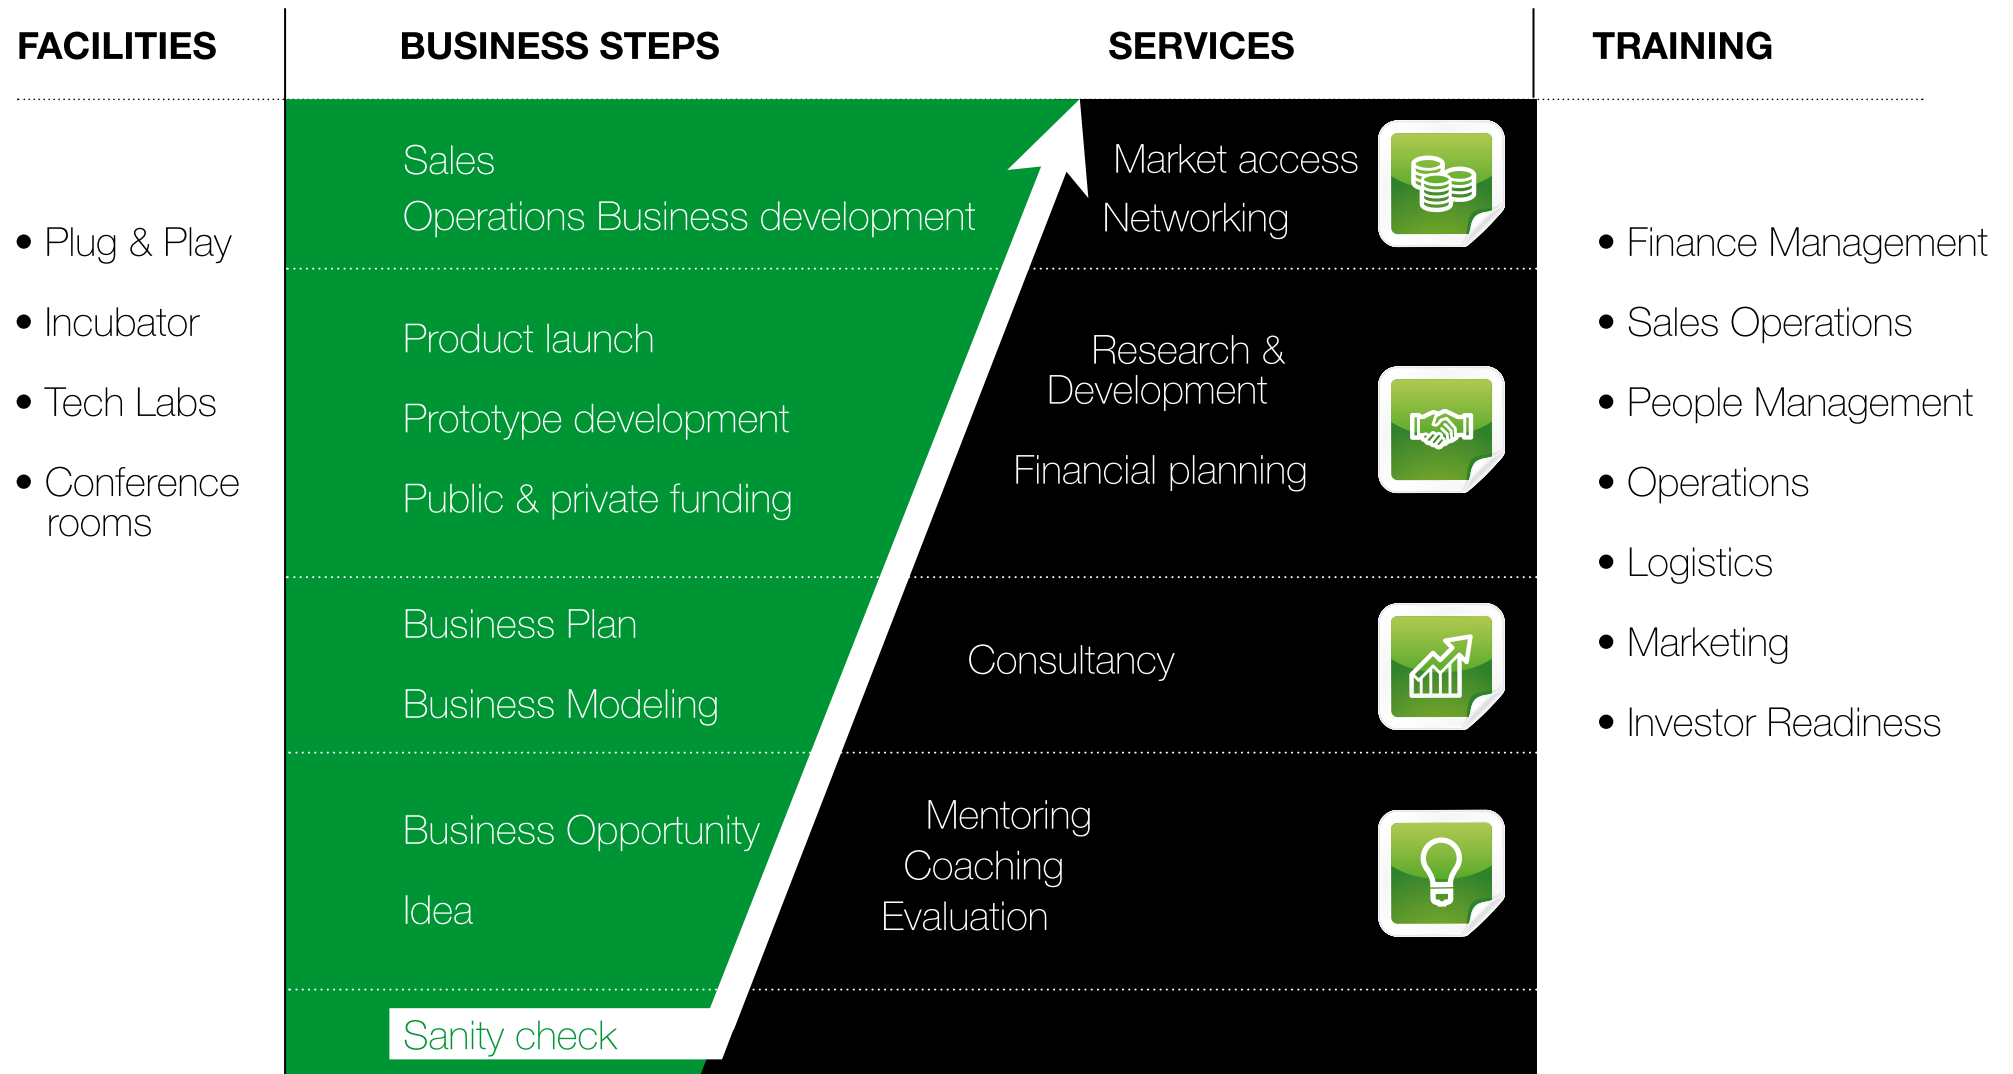 FACILITIES
BUSINESS STEPS
SERVICES
TRAINING
• Plug & Play
• Incubator
• Tech Labs
• Conference
rooms
Sales
Operations Business development
Product launch
Prototype development
Public & private funding
Business Plan
Business Modeling
Business Opportunity
Idea
Sanity check
Market access
Networking
Research &
Development
Financial planning
Consultancy
Mentoring
Coaching
Evaluation
• Finance Management
• Sales Operations
• People Management
• Operations
• Logistics
• Marketing
• Investor Readiness